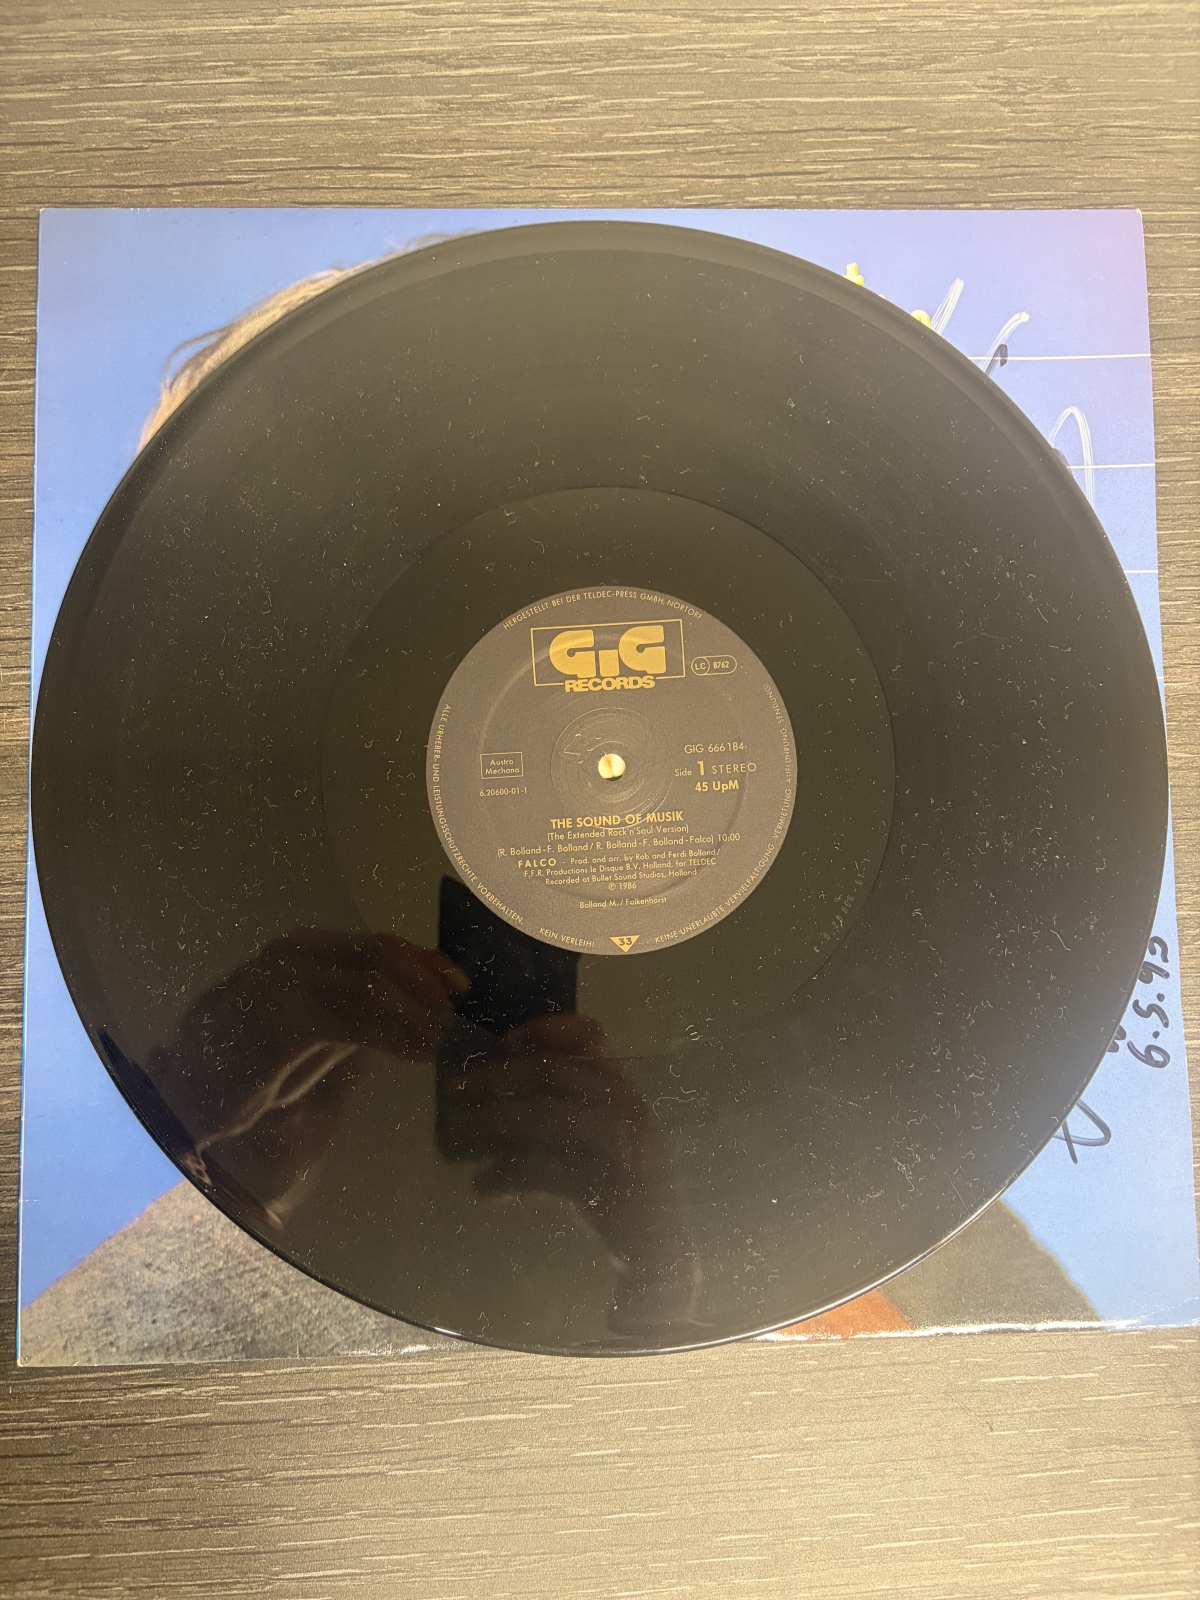 HERGESTELLT BEI DER TELDEC-PRESS GMBH, NORTORF
GiG
RECORDS
LC 8762
GIG 666184
Austro
Mechana
Side 1 STEREO
45 UpM
6.20600-01-1
THE SOUND OF MUSIK
(The Extended Rock'n'Soul Version)
(R. Bolland-F. Bolland/R. Bolland-F. Bolland-Falco) 10:00
FALCO - Prod. and arr. by Rob and Ferdi Bolland/
F.F.R. Productions le Disque B.V. Holland, for TELDEC
Recorded at Bullet Sound Studios, Holland
℗ 1986
Bolland M. / Falkenhorst
ALLE URHEBER- UND LEISTUNGSSCHUTZRECHTE VORBEHALTEN.
KEIN VERLEIH!
33
KEINE UNERLAUBTE VERVIELFÄLTIGUNG, VERMIETUNG, AUFFÜHRUNG, SENDUNG!
6.5.93